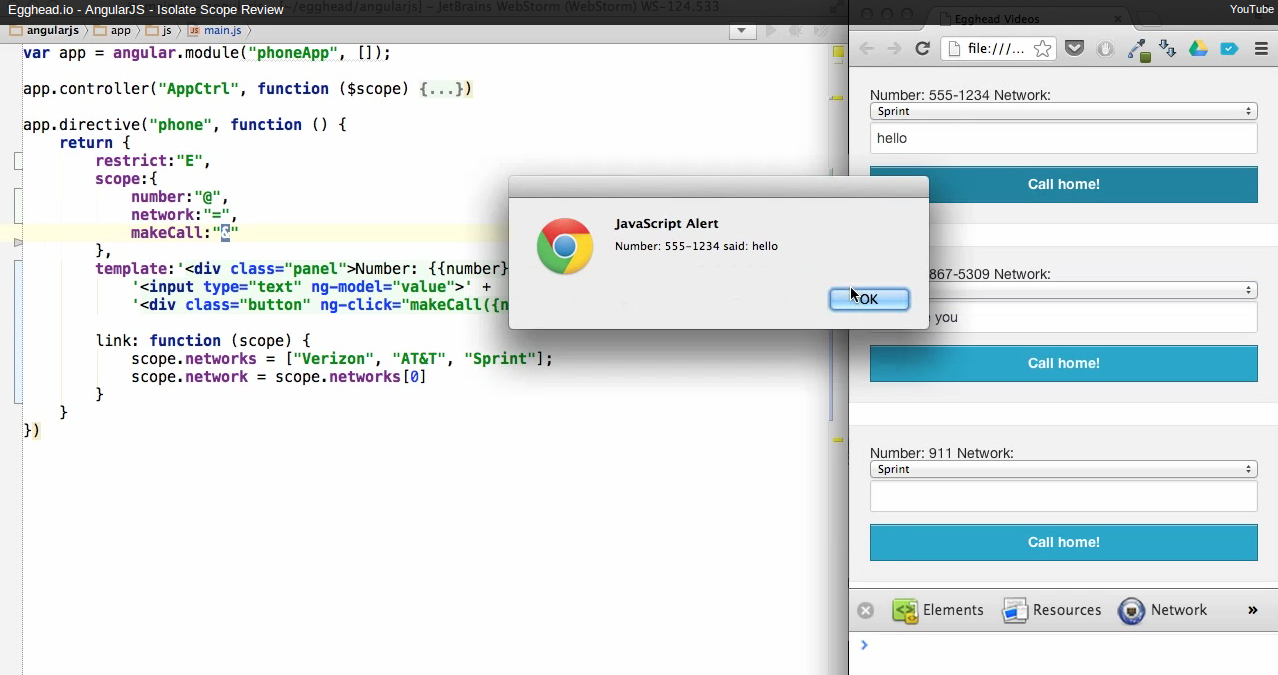 Egghead.io - AngularJS - Isolate Scope Review
~/egghead/angularjs] - JetBrains WebStorm (WebStorm) WS-124.533
YouTube
angularjs
app
js
main.js
Egghead Videos
file:///...
var app = angular.module("phoneApp", []);
app.controller("AppCtrl", function ($scope) {...})
app.directive("phone", function () {
return {
restrict:"E",
scope:{
number:"@",
network:"=",
makeCall:"&"
},
template:'<div class="panel">Number: {{number}
'<input type="text" ng-model="value">' +
'<div class="button" ng-click="makeCall({n
link: function (scope) {
scope.networks = ["Verizon", "AT&T", "Sprint"];
scope.network = scope.networks[0]
}
}
})
JavaScript Alert
Number: 555-1234 said: hello
OK
Number: 555-1234 Network:
Sprint
hello
Call home!
867-5309 Network:
you
Call home!
Number: 911 Network:
Sprint
Call home!
Elements
Resources
Network
»